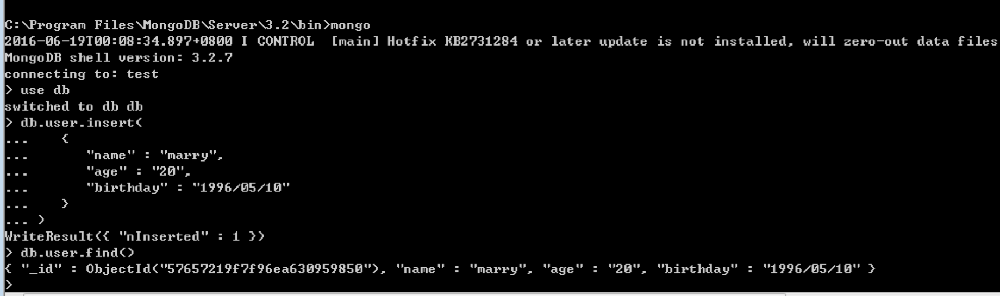 C:\Program Files\MongoDB\Server\3.2\bin>mongo
2016-06-19T00:08:34.897+0800 I CONTROL  [main] Hotfix KB2731284 or later update is not installed, will zero-out data files
MongoDB shell version: 3.2.7
connecting to: test
> use db
switched to db db
> db.user.insert(
...    {
...       "name" : "marry",
...       "age" : "20",
...       "birthday" : "1996/05/10"
...    }
... )
WriteResult({ "nInserted" : 1 })
> db.user.find()
{ "_id" : ObjectId("57657219f7f96ea630959850"), "name" : "marry", "age" : "20", "birthday" : "1996/05/10" }
>